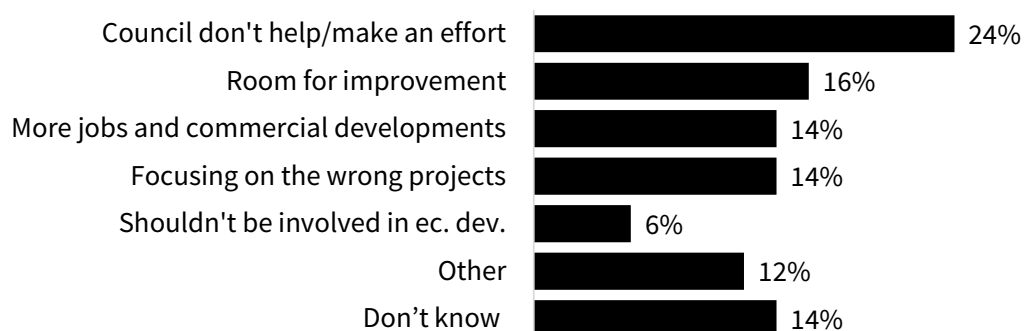 Council don't help/make an effort 24%
Room for improvement 16%
More jobs and commercial developments 14%
Focusing on the wrong projects 14%
Shouldn't be involved in ec. dev. 6%
Other 12%
Don’t know 14%